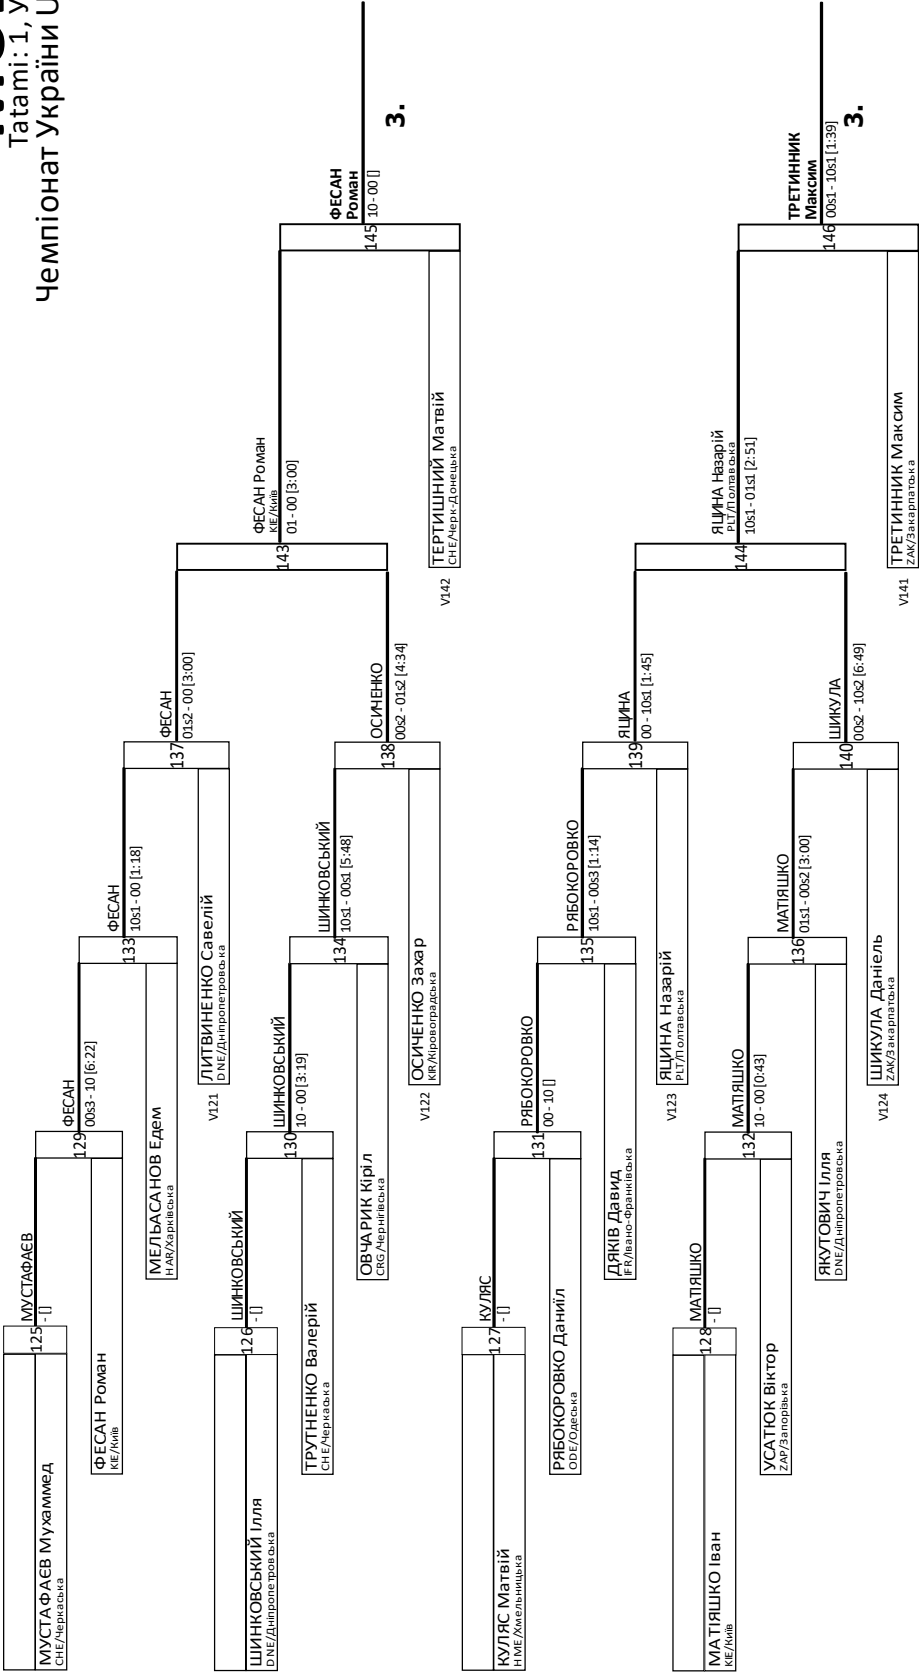 Tatami: 1, У
Чемпіонат України U
МУСТАФАЄВ Мухаммед
CHE/Черкаська
125
МУСТАФАЄВ
- []
ФЕСАН Роман
KIE/Київ
129
ФЕСАН
00s3 - 10 [6:22]
МЕЛЬАСАНОВ Едем
HAR/Харківська
133
ФЕСАН
10s1 - 00 [1:18]
ЛИТВИНЕНКО Савелій
DNE/Дніпропетровська
V121
137
ФЕСАН
01s2 - 00 [3:00]
ШИНКОВСЬКИЙ Ілля
DNE/Дніпропетровська
126
ШИНКОВСЬКИЙ
- []
ТРУТНЕНКО Валерій
CHE/Черкаська
130
ШИНКОВСЬКИЙ
10 - 00 [3:19]
ОВЧАРИК Кіріл
CRG/Чернігівська
134
ШИНКОВСЬКИЙ
10s1 - 00s1 [5:48]
ОСИЧЕНКО Захар
KIR/Кіровоградська
V122
138
ОСИЧЕНКО
00s2 - 01s2 [4:34]
143
ФЕСАН Роман
KIE/Київ
01 - 00 [3:00]
ТЕРТИШНИЙ Матвій
CHE/Черк-Донецька
V142
145
ФЕСАН
Роман
10 - 00 []
3.
КУЛЯС Матвій
HME/Хмельницька
127
КУЛЯС
- []
РЯБОКОРОВКО Даниїл
ODE/Одеська
131
РЯБОКОРОВКО
00 - 10 []
ДЯКІВ Давид
IFR/Івано-Франківська
135
РЯБОКОРОВКО
10s1 - 00s3 [1:14]
ЯЦИНА Назарій
PLT/Полтавська
V123
139
ЯЦИНА
00 - 10s1 [1:45]
МАТІЯШКО Іван
KIE/Київ
128
МАТІЯШКО
- []
УСАТЮК Віктор
ZAP/Запорізька
132
МАТІЯШКО
10 - 00 [0:43]
ЯКУТОВИЧ Ілля
DNE/Дніпропетровська
136
МАТІЯШКО
01s1 - 00s2 [3:00]
ШИКУЛА Даніель
ZAK/Закарпатська
V124
140
ШИКУЛА
00s2 - 10s2 [6:49]
144
ЯЦИНА Назарій
PLT/Полтавська
10s1 - 01s1 [2:51]
ТРЕТИННИК Максим
ZAK/Закарпатська
V141
146
ТРЕТИННИК
Максим
00s1 - 10s1 [1:39]
3.